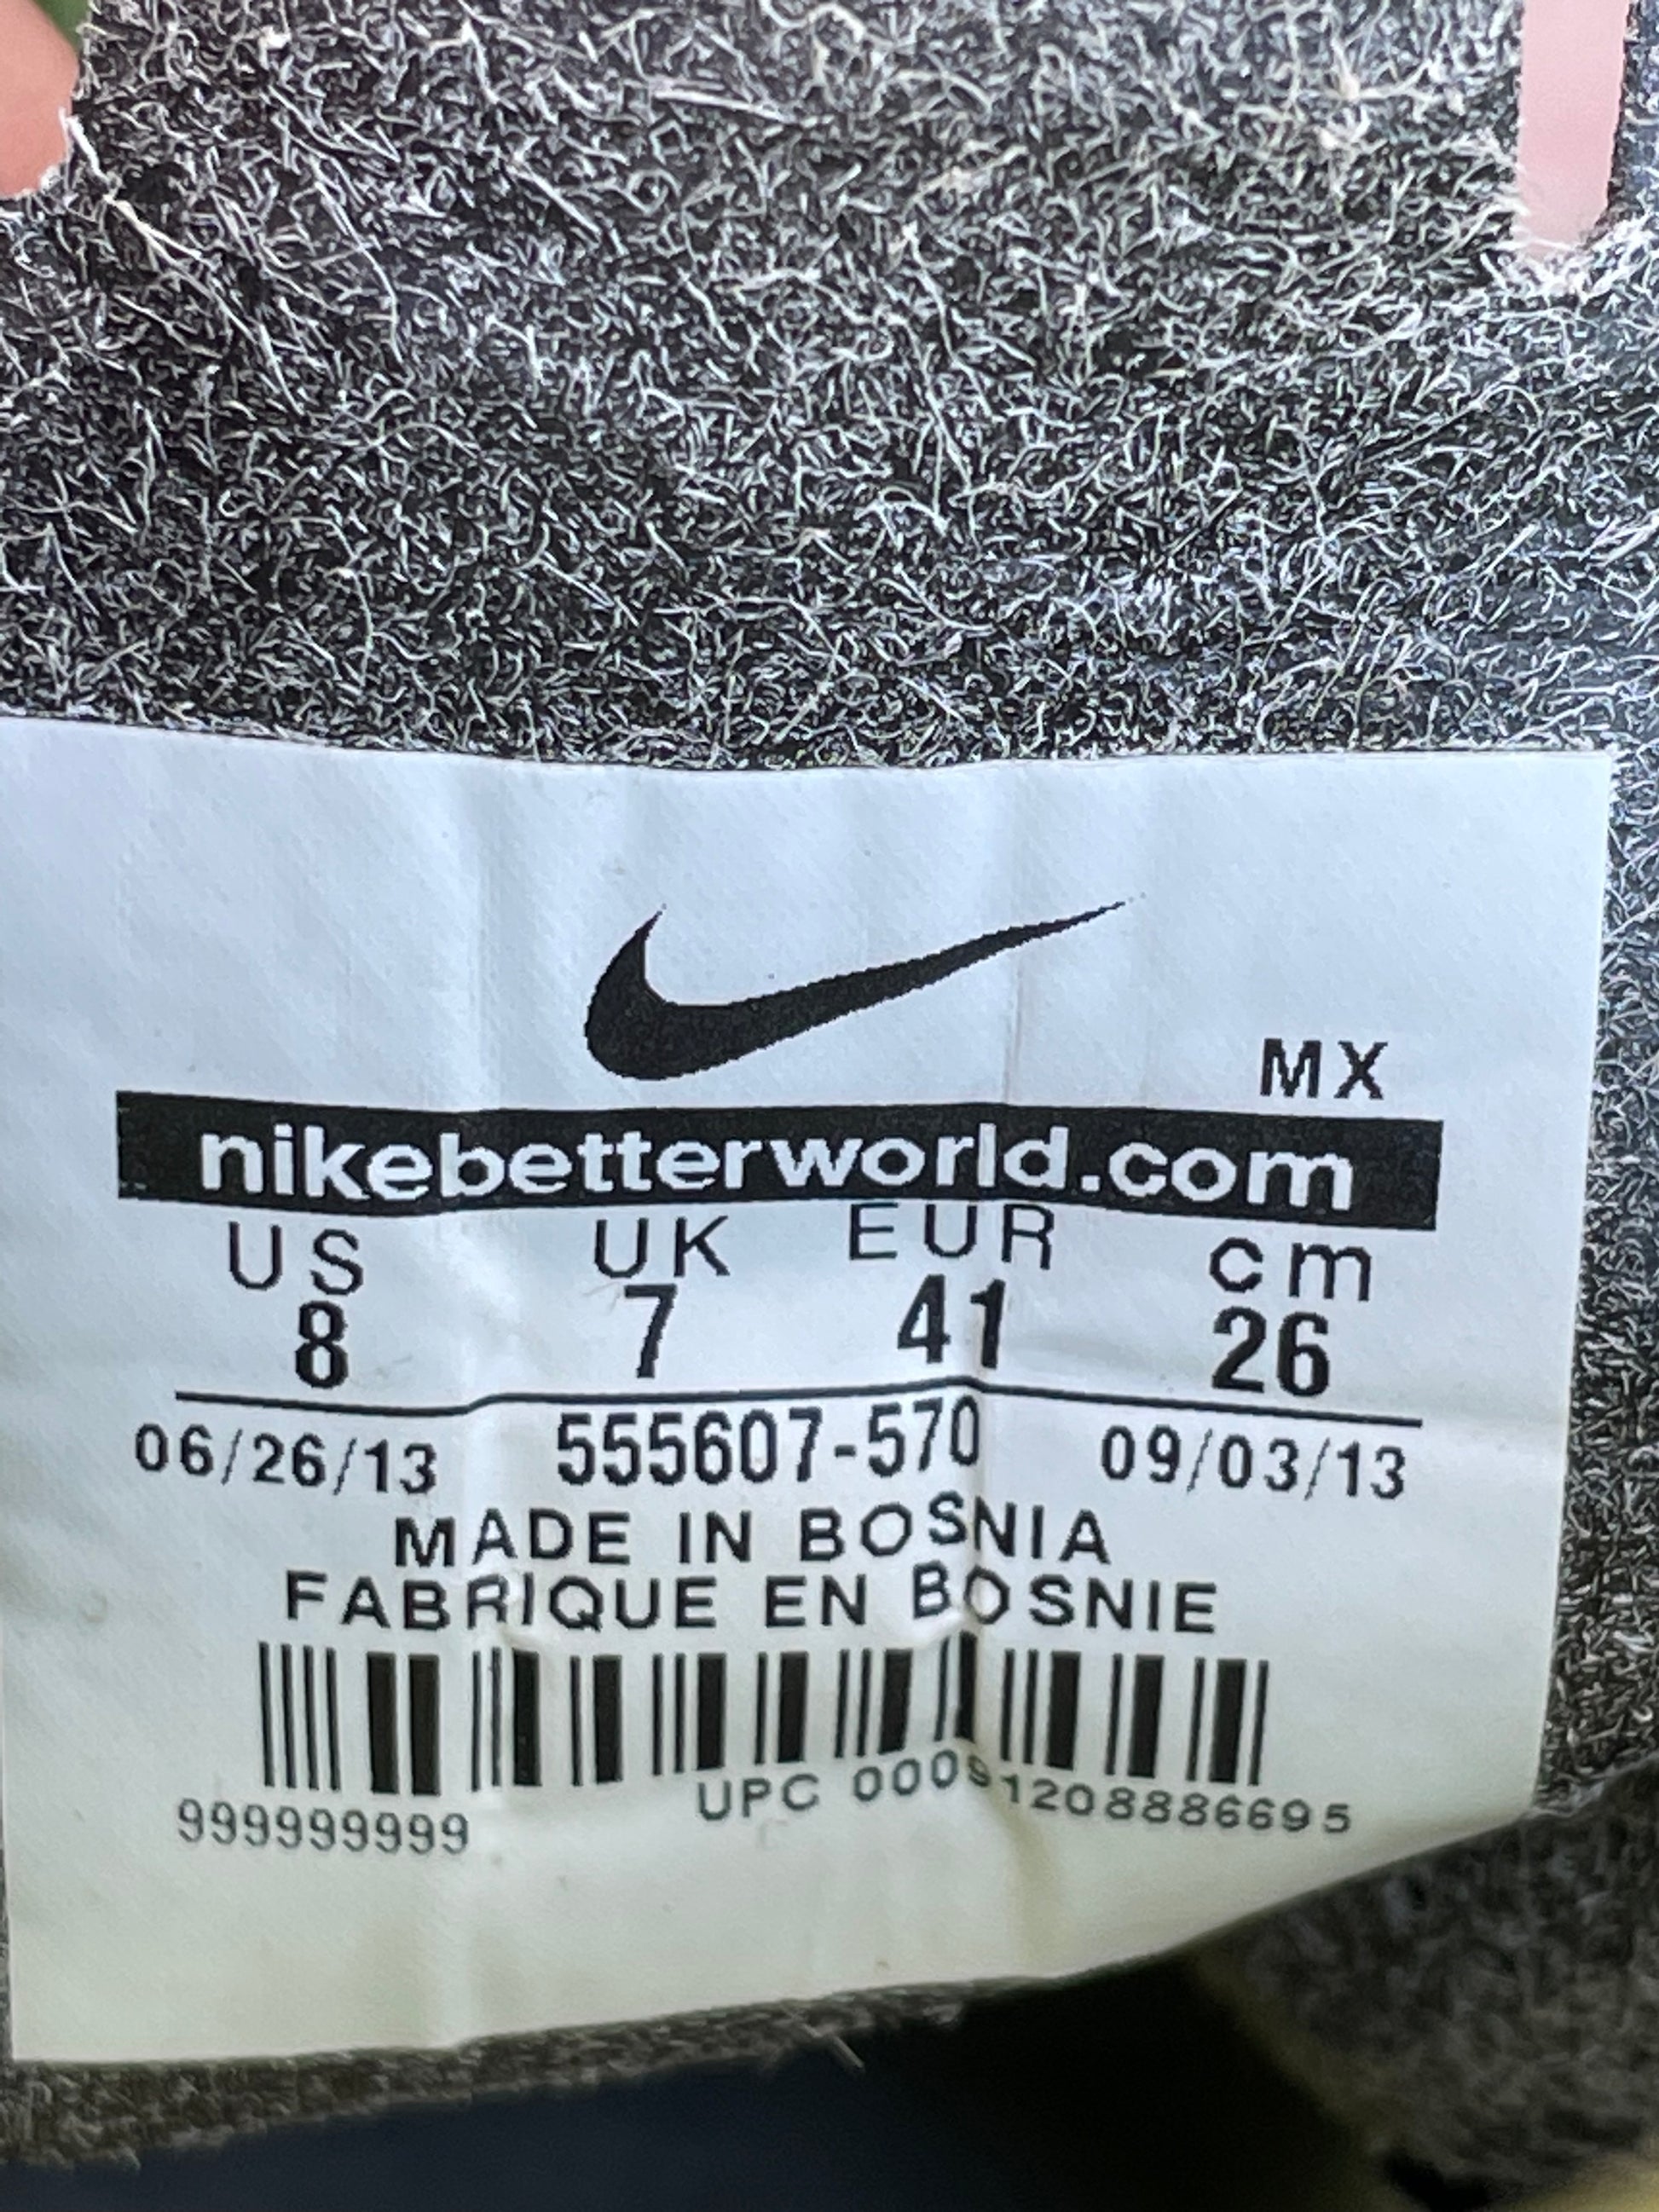 MX
nikebetterworld.com
US UK EUR cm
8 7 41 26
06/26/13 555607-570 09/03/13
MADE IN BOSNIA
FABRIQUE EN BOSNIE
999999999 UPC 00091208886695